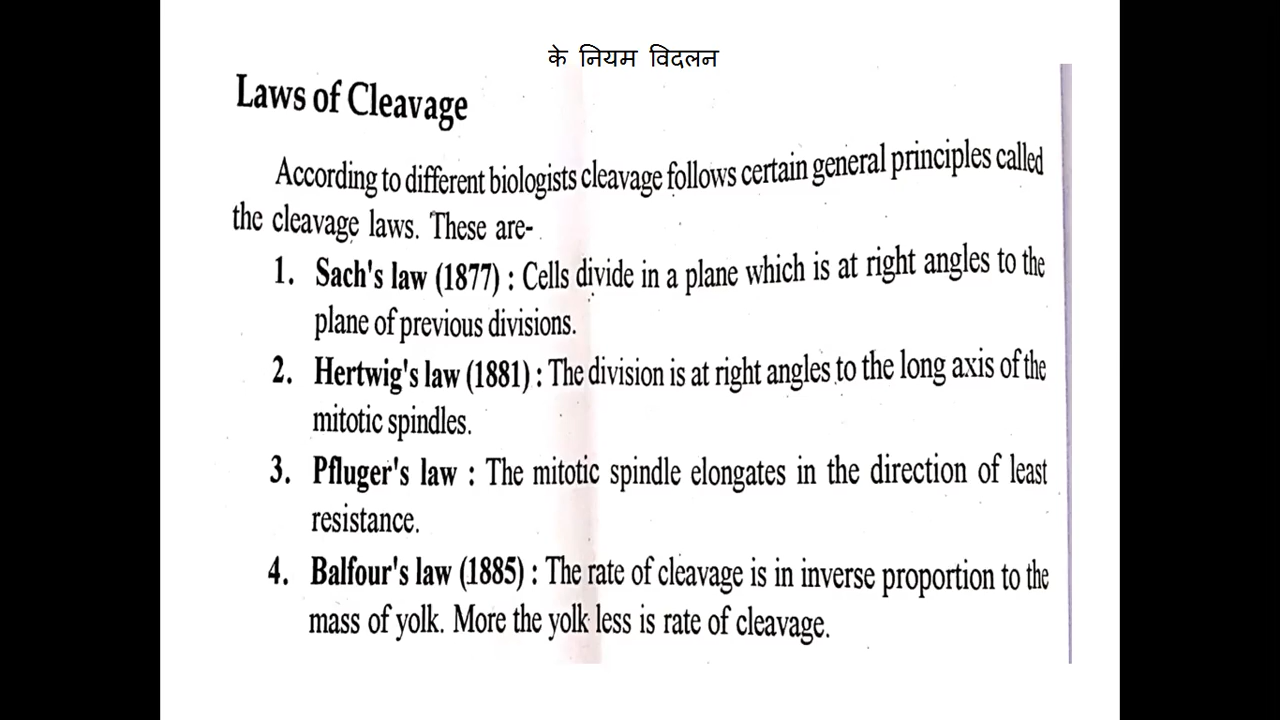 के नियम विदलन
Laws of Cleavage
According to different biologists cleavage follows certain general principles called
the cleavage laws. These are-
1. Sach's law (1877) : Cells divide in a plane which is at right angles to the
plane of previous divisions.
2. Hertwig's law (1881) : The division is at right angles to the long axis of the
mitotic spindles.
3. Pfluger's law : The mitotic spindle elongates in the direction of least
resistance.
4. Balfour's law (1885) : The rate of cleavage is in inverse proportion to the
mass of yolk. More the yolk less is rate of cleavage.